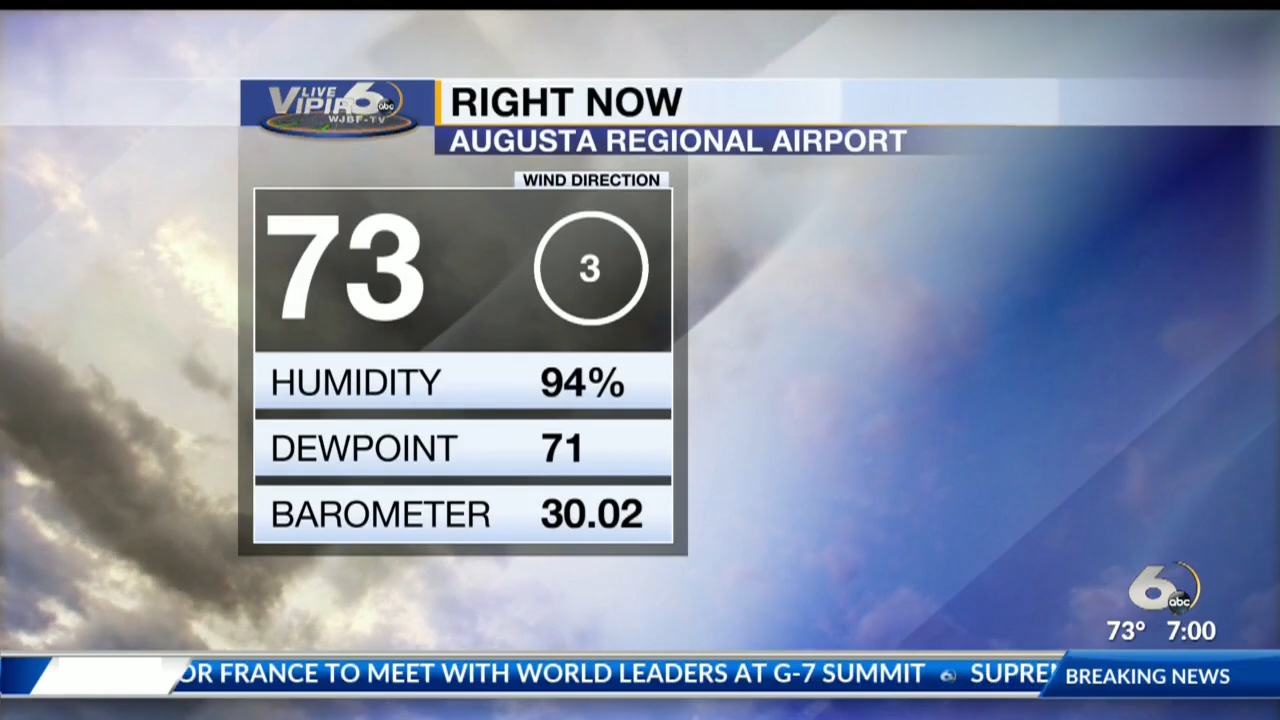 LIVE
VIPIR 6 abc
WJBF-TV
RIGHT NOW
AUGUSTA REGIONAL AIRPORT
WIND DIRECTION
73
3
HUMIDITY 94%
DEWPOINT 71
BAROMETER 30.02
6 abc
73° 7:00
OR FRANCE TO MEET WITH WORLD LEADERS AT G-7 SUMMIT 6 SUPRE
BREAKING NEWS